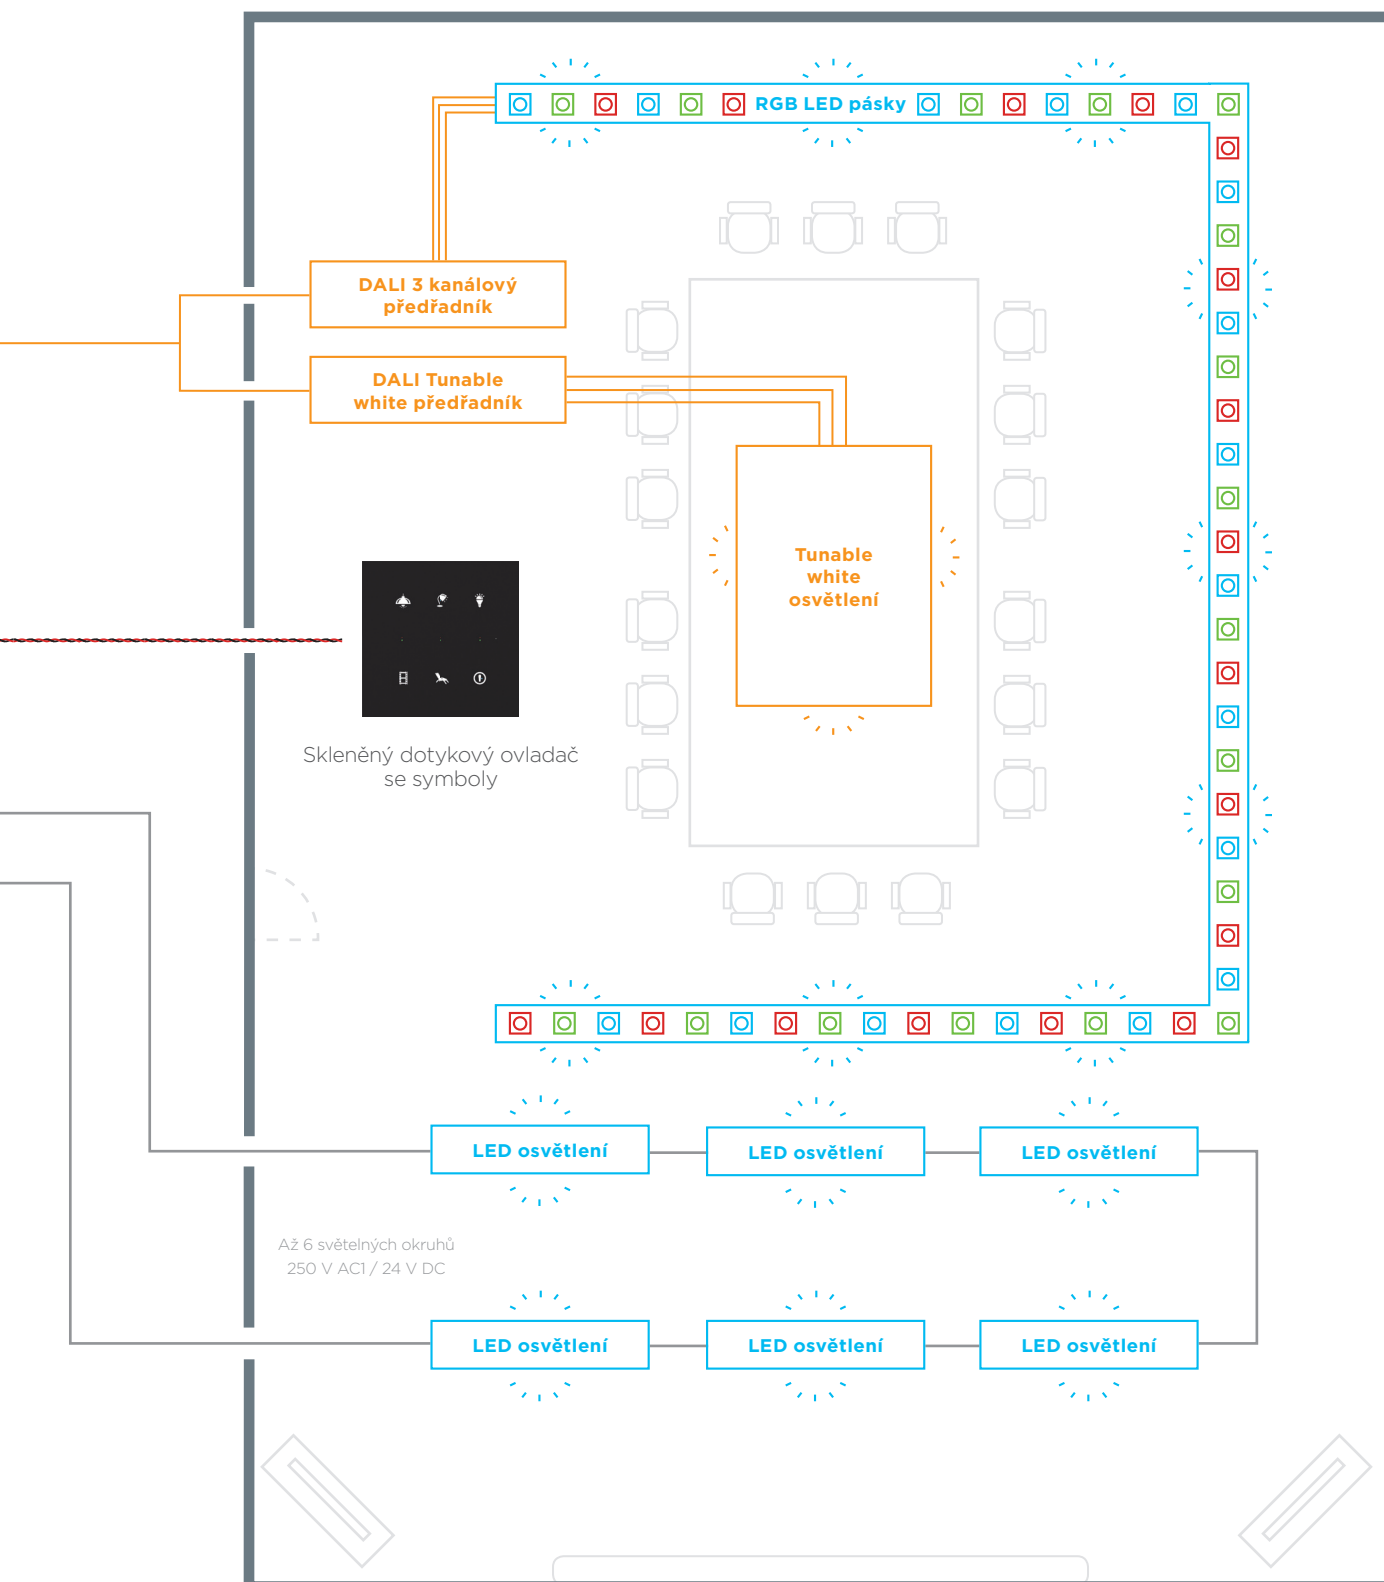 RGB LED pásky
DALI 3 kanálový
předřadník
DALI Tunable
white předřadník
Tunable
white
osvětlení
Skleněný dotykový ovladač
se symboly
LED osvětlení
LED osvětlení
LED osvětlení
Až 6 světelných okruhů
250 V AC1 / 24 V DC
LED osvětlení
LED osvětlení
LED osvětlení